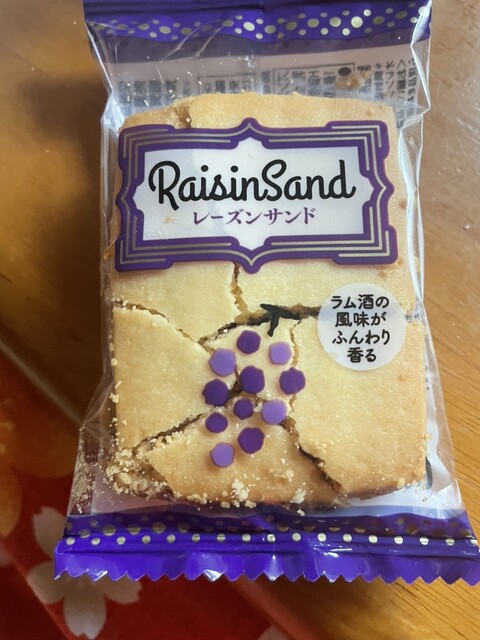 RaisinSand
レーズンサンド
ラム酒の
風味が
ふんわり
香る